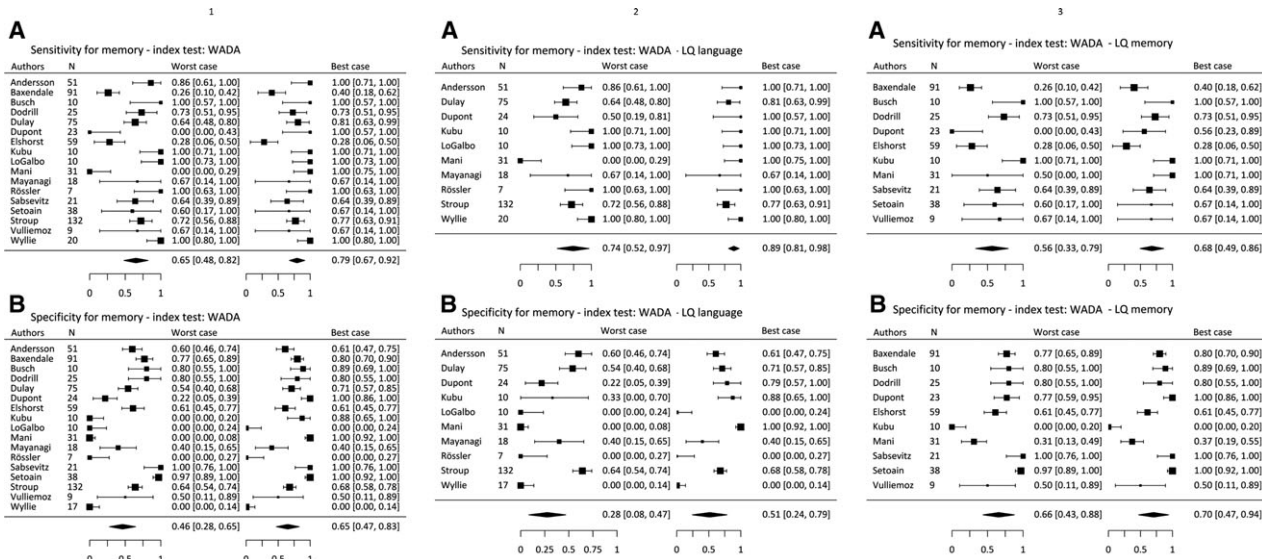 1
A
Sensitivity for memory - index test: WADA
Authors N Worst case Best case
Andersson 51 0.86 [0.61, 1.00] 1.00 [0.71, 1.00]
Baxendale 91 0.26 [0.10, 0.42] 0.40 [0.18, 0.62]
Busch 10 1.00 [0.57, 1.00] 1.00 [0.57, 1.00]
Dodrill 25 0.73 [0.51, 0.95] 0.73 [0.51, 0.95]
Dulay 75 0.64 [0.48, 0.80] 0.81 [0.63, 0.99]
Dupont 23 0.00 [0.00, 0.43] 1.00 [0.57, 1.00]
Elshorst 59 0.28 [0.06, 0.50] 0.28 [0.06, 0.50]
Kubu 10 1.00 [0.71, 1.00] 1.00 [0.71, 1.00]
LoGalbo 10 1.00 [0.73, 1.00] 1.00 [0.73, 1.00]
Mani 31 0.00 [0.00, 0.29] 1.00 [0.75, 1.00]
Mayanagi 18 0.67 [0.14, 1.00] 0.67 [0.14, 1.00]
Rössler 7 1.00 [0.63, 1.00] 1.00 [0.63, 1.00]
Sabsevitz 21 0.64 [0.39, 0.89] 0.64 [0.39, 0.89]
Setoain 38 0.60 [0.17, 1.00] 0.67 [0.14, 1.00]
Stroup 132 0.72 [0.56, 0.88] 0.77 [0.63, 0.91]
Vulliemoz 9 0.67 [0.14, 1.00] 0.67 [0.14, 1.00]
Wyllie 20 1.00 [0.80, 1.00] 1.00 [0.80, 1.00]
0.65 [0.48, 0.82] 0.79 [0.67, 0.92]
0 0.5 1 0 0.5 1
B
Specificity for memory - index test: WADA
Authors N Worst case Best case
Andersson 51 0.60 [0.46, 0.74] 0.61 [0.47, 0.75]
Baxendale 91 0.77 [0.65, 0.89] 0.80 [0.70, 0.90]
Busch 10 0.80 [0.55, 1.00] 0.89 [0.69, 1.00]
Dodrill 25 0.80 [0.55, 1.00] 0.80 [0.55, 1.00]
Dulay 75 0.54 [0.40, 0.68] 0.71 [0.57, 0.85]
Dupont 24 0.22 [0.05, 0.39] 1.00 [0.86, 1.00]
Elshorst 59 0.61 [0.45, 0.77] 0.61 [0.45, 0.77]
Kubu 10 0.00 [0.00, 0.20] 0.88 [0.65, 1.00]
LoGalbo 10 0.00 [0.00, 0.24] 0.00 [0.00, 0.24]
Mani 31 0.00 [0.00, 0.08] 1.00 [0.92, 1.00]
Mayanagi 18 0.40 [0.15, 0.65] 0.40 [0.15, 0.65]
Rössler 7 0.00 [0.00, 0.27] 0.00 [0.00, 0.27]
Sabsevitz 21 1.00 [0.76, 1.00] 1.00 [0.76, 1.00]
Setoain 38 0.97 [0.89, 1.00] 1.00 [0.92, 1.00]
Stroup 132 0.64 [0.54, 0.74] 0.68 [0.58, 0.78]
Vulliemoz 9 0.50 [0.11, 0.89] 0.50 [0.11, 0.89]
Wyllie 17 0.00 [0.00, 0.14] 0.00 [0.00, 0.14]
0.46 [0.28, 0.65] 0.65 [0.47, 0.83]
0 0.5 1 0 0.5 1
2
A
Sensitivity for memory - index test: WADA - LQ language
Authors N Worst case Best case
Andersson 51 0.86 [0.61, 1.00] 1.00 [0.71, 1.00]
Dulay 75 0.64 [0.48, 0.80] 0.81 [0.63, 0.99]
Dupont 24 0.50 [0.19, 0.81] 1.00 [0.57, 1.00]
Kubu 10 1.00 [0.71, 1.00] 1.00 [0.71, 1.00]
LoGalbo 10 1.00 [0.73, 1.00] 1.00 [0.73, 1.00]
Mani 31 0.00 [0.00, 0.29] 1.00 [0.75, 1.00]
Mayanagi 18 0.67 [0.14, 1.00] 0.67 [0.14, 1.00]
Rössler 7 1.00 [0.63, 1.00] 1.00 [0.63, 1.00]
Stroup 132 0.72 [0.56, 0.88] 0.77 [0.63, 0.91]
Wyllie 20 1.00 [0.80, 1.00] 1.00 [0.80, 1.00]
0.74 [0.52, 0.97] 0.89 [0.81, 0.98]
0 0.5 1 0 0.5 1
B
Specificity for memory - index test: WADA - LQ language
Authors N Worst case Best case
Andersson 51 0.60 [0.46, 0.74] 0.61 [0.47, 0.75]
Dulay 75 0.54 [0.40, 0.68] 0.71 [0.57, 0.85]
Dupont 24 0.22 [0.05, 0.39] 0.79 [0.57, 1.00]
Kubu 10 0.33 [0.00, 0.70] 0.88 [0.65, 1.00]
LoGalbo 10 0.00 [0.00, 0.24] 0.00 [0.00, 0.24]
Mani 31 0.00 [0.00, 0.08] 1.00 [0.92, 1.00]
Mayanagi 18 0.40 [0.15, 0.65] 0.40 [0.15, 0.65]
Rössler 7 0.00 [0.00, 0.27] 0.00 [0.00, 0.27]
Stroup 132 0.64 [0.54, 0.74] 0.68 [0.58, 0.78]
Wyllie 17 0.00 [0.00, 0.14] 0.00 [0.00, 0.14]
0.28 [0.08, 0.47] 0.51 [0.24, 0.79]
0 0.25 0.5 0.75 1 0 0.5 1
3
A
Sensitivity for memory - index test: WADA - LQ memory
Authors N Worst case Best case
Baxendale 91 0.26 [0.10, 0.42] 0.40 [0.18, 0.62]
Busch 10 1.00 [0.57, 1.00] 1.00 [0.57, 1.00]
Dodrill 25 0.73 [0.51, 0.95] 0.73 [0.51, 0.95]
Dupont 23 0.00 [0.00, 0.43] 0.56 [0.23, 0.89]
Elshorst 59 0.28 [0.06, 0.50] 0.28 [0.06, 0.50]
Kubu 10 1.00 [0.71, 1.00] 1.00 [0.71, 1.00]
Mani 31 0.50 [0.00, 1.00] 1.00 [0.71, 1.00]
Sabsevitz 21 0.64 [0.39, 0.89] 0.64 [0.39, 0.89]
Setoain 38 0.60 [0.17, 1.00] 0.67 [0.14, 1.00]
Vulliemoz 9 0.67 [0.14, 1.00] 0.67 [0.14, 1.00]
0.56 [0.33, 0.79] 0.68 [0.49, 0.86]
0 0.5 1 0 0.5 1
B
Specificity for memory - index test: WADA - LQ memory
Authors N Worst case Best case
Baxendale 91 0.77 [0.65, 0.89] 0.80 [0.70, 0.90]
Busch 10 0.80 [0.55, 1.00] 0.89 [0.69, 1.00]
Dodrill 25 0.80 [0.55, 1.00] 0.80 [0.55, 1.00]
Dupont 23 0.77 [0.59, 0.95] 1.00 [0.86, 1.00]
Elshorst 59 0.61 [0.45, 0.77] 0.61 [0.45, 0.77]
Kubu 10 0.00 [0.00, 0.20] 0.00 [0.00, 0.20]
Mani 31 0.31 [0.13, 0.49] 0.37 [0.19, 0.55]
Sabsevitz 21 1.00 [0.76, 1.00] 1.00 [0.76, 1.00]
Setoain 38 0.97 [0.89, 1.00] 1.00 [0.92, 1.00]
Vulliemoz 9 0.50 [0.11, 0.89] 0.50 [0.11, 0.89]
0.66 [0.43, 0.88] 0.70 [0.47, 0.94]
0 0.5 1 0 0.5 1